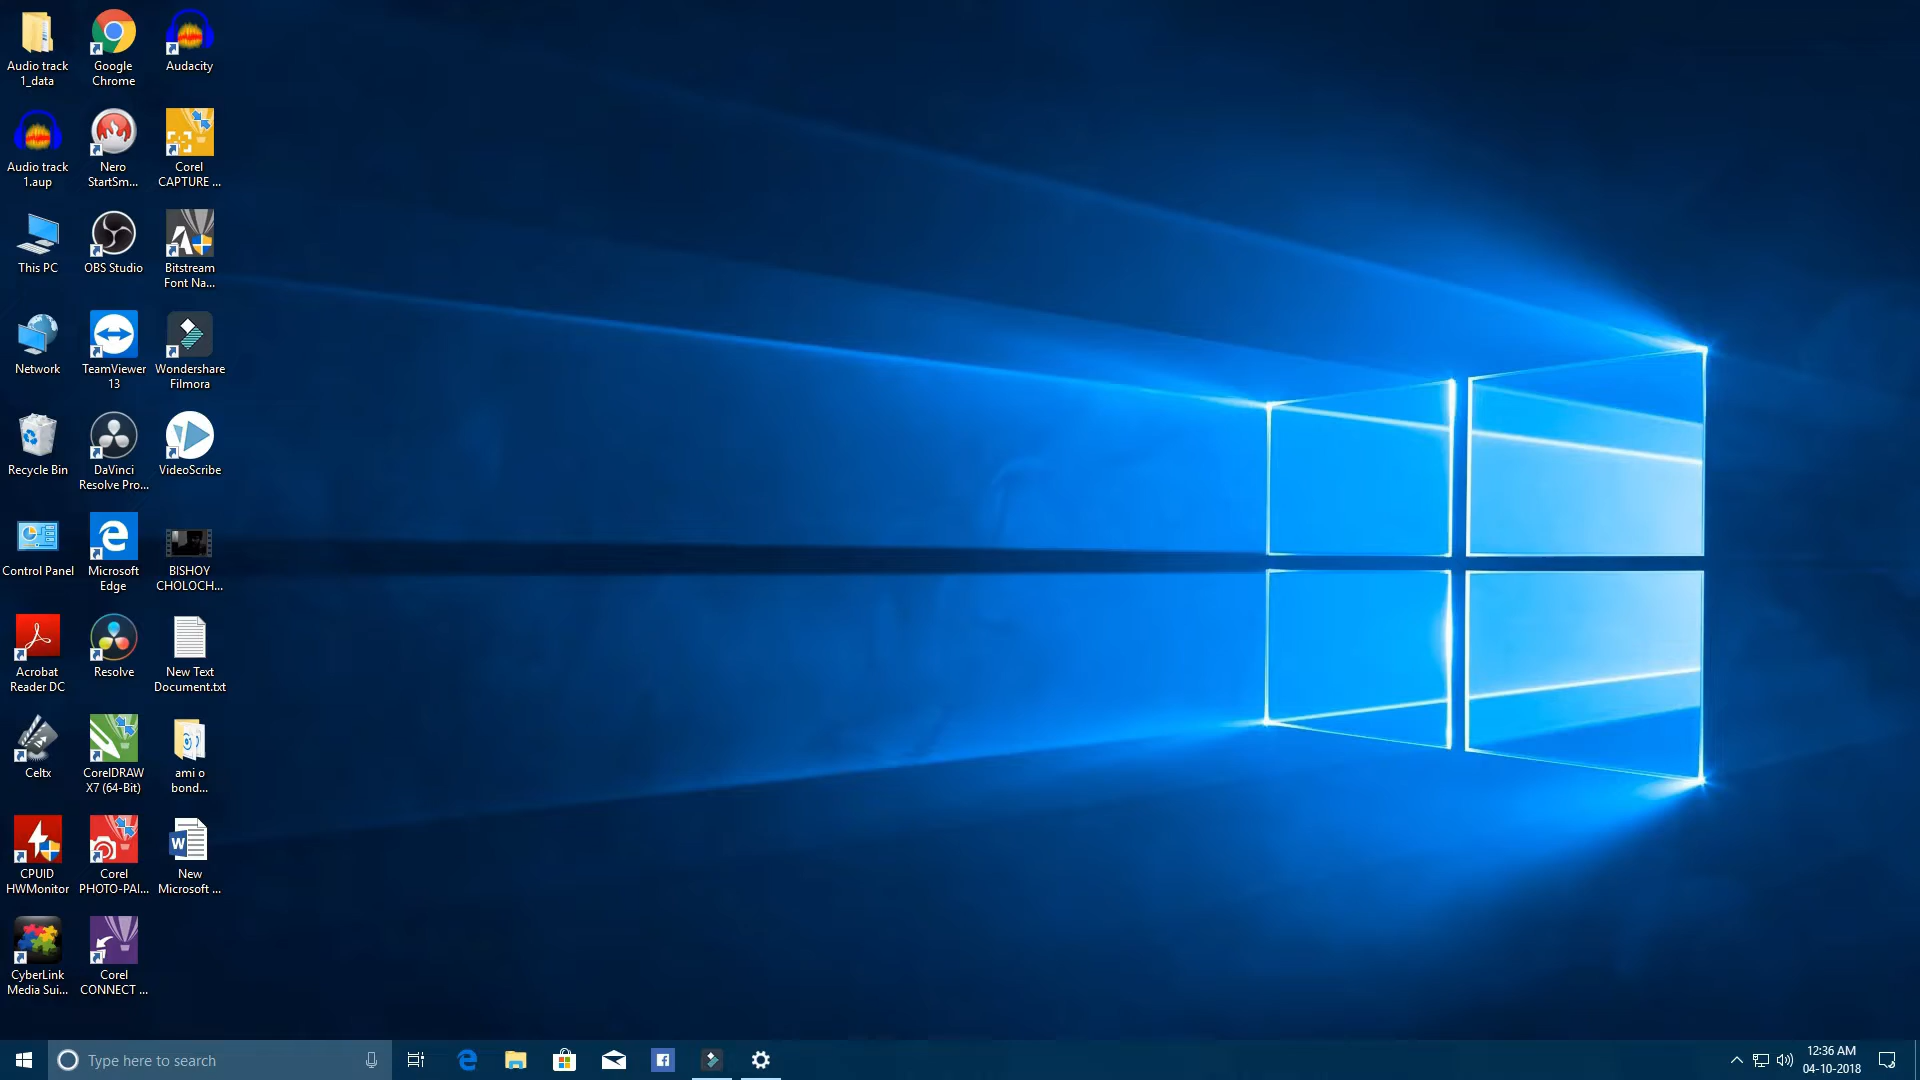 Audio track
1_data
Google
Chrome
Audacity
Audio track
1.aup
Nero
StartSm...
Corel
CAPTURE ...
This PC
OBS Studio
Bitstream
Font Na...
Network
TeamViewer
13
Wondershare
Filmora
Recycle Bin
DaVinci
Resolve Pro...
VideoScribe
Control Panel
Microsoft
Edge
BISHOY
CHOLOCH...
Acrobat
Reader DC
Resolve
New Text
Document.txt
Celtx
CorelDRAW
X7 (64-Bit)
ami o
bond...
CPUID
HWMonitor
Corel
PHOTO-PAI...
New
Microsoft ...
CyberLink
Media Sui...
Corel
CONNECT ...
Type here to search
12:36 AM
04-10-2018